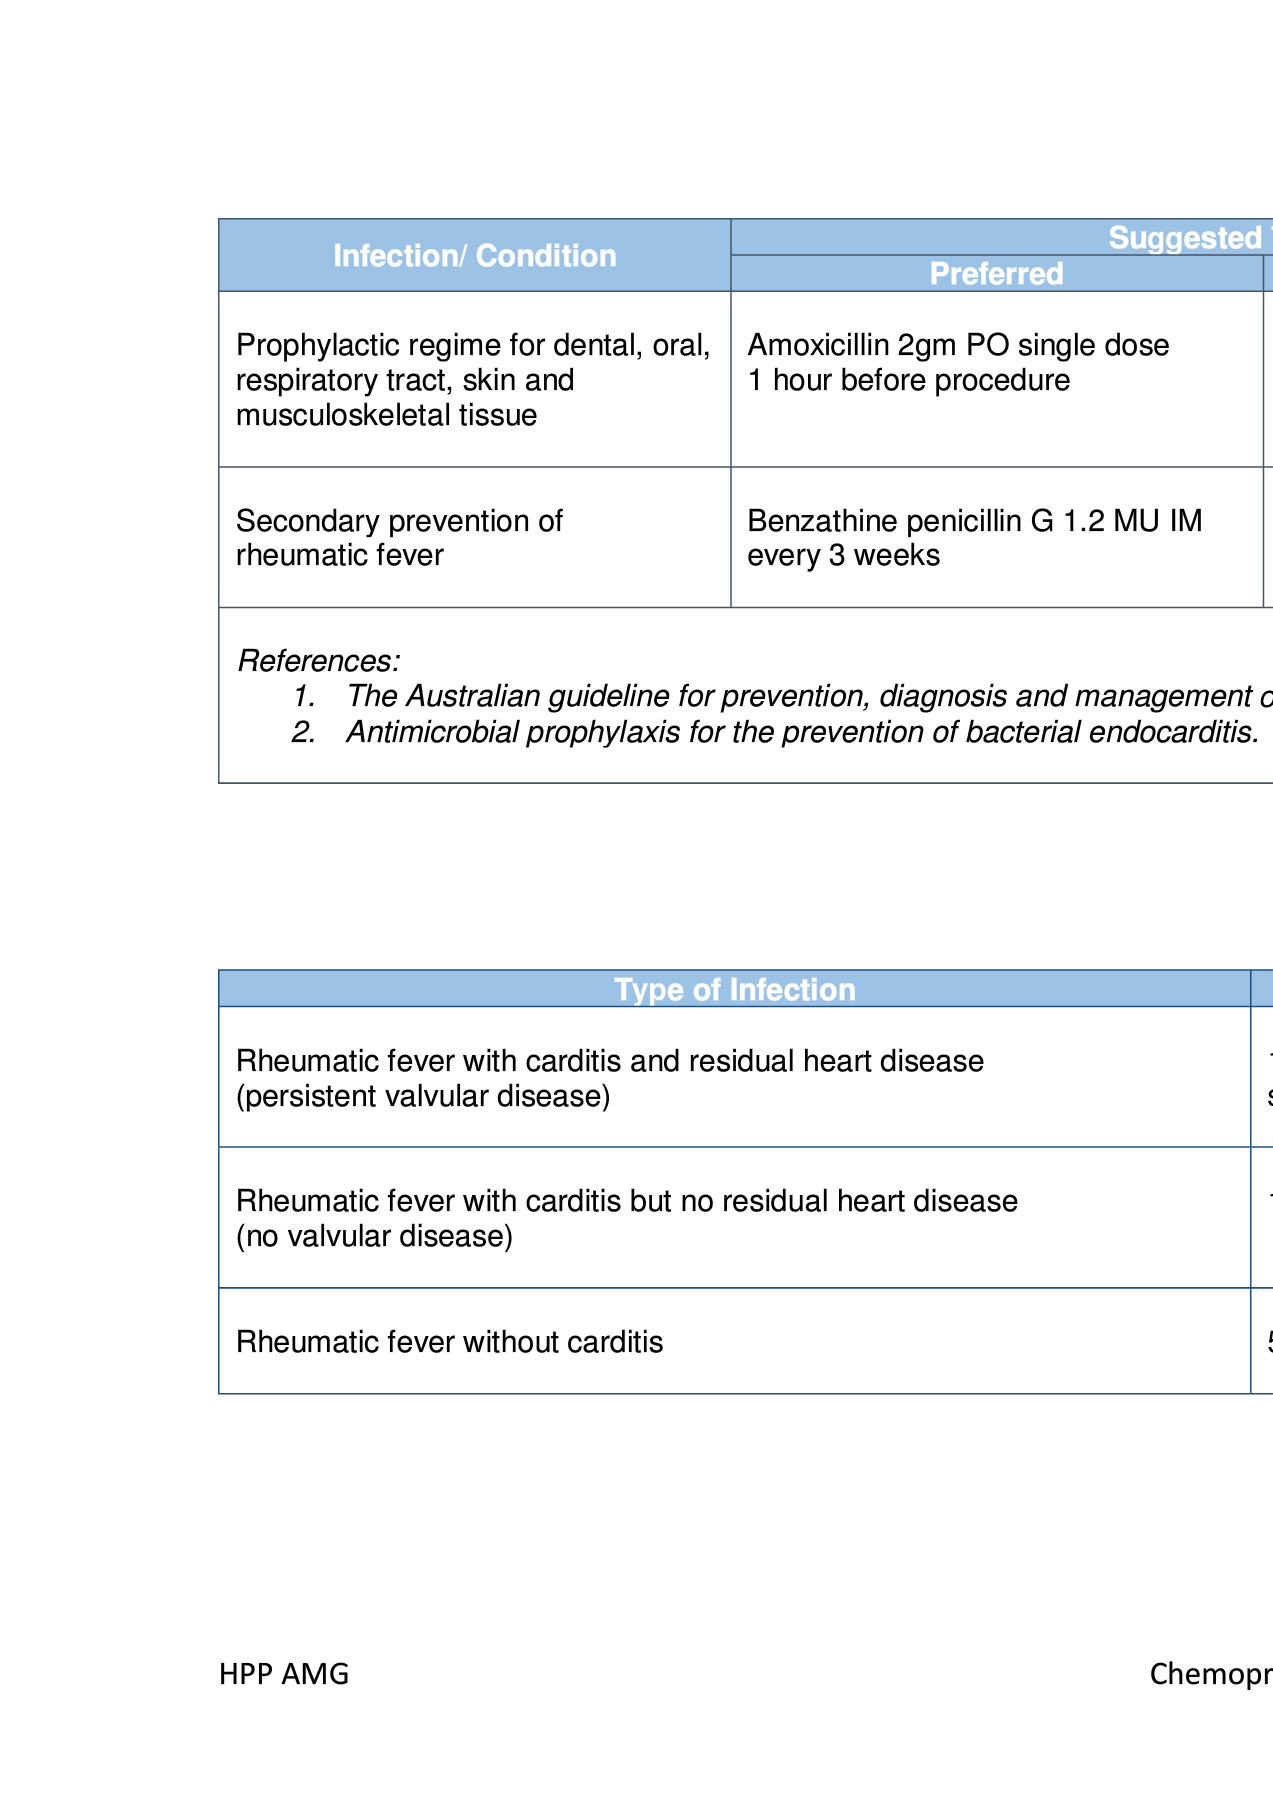 Infection/ Condition
Suggested
Preferred
Prophylactic regime for dental, oral,
respiratory tract, skin and
musculoskeletal tissue
Amoxicillin 2gm PO single dose
1 hour before procedure
Secondary prevention of
rheumatic fever
Benzathine penicillin G 1.2 MU IM
every 3 weeks
References:
1. The Australian guideline for prevention, diagnosis and management
2. Antimicrobial prophylaxis for the prevention of bacterial endocarditis.
Type of Infection
Rheumatic fever with carditis and residual heart disease
(persistent valvular disease)
Rheumatic fever with carditis but no residual heart disease
(no valvular disease)
Rheumatic fever without carditis
HPP AMG
Chemopr